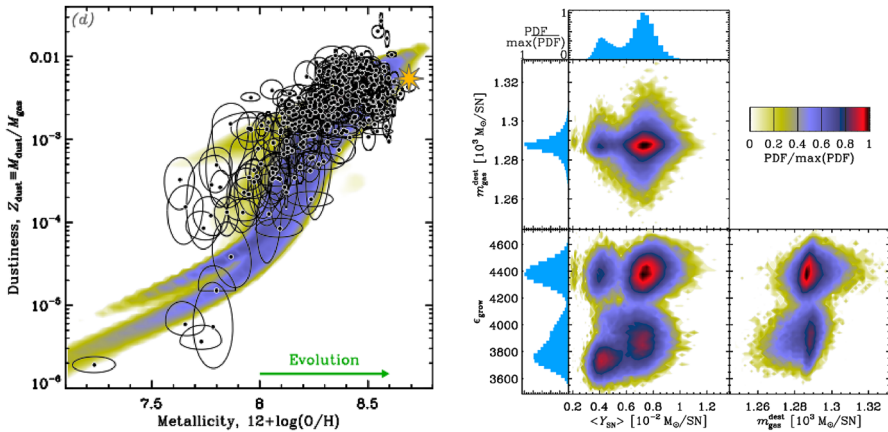 (d)
0.01
10⁻³
10⁻⁴
10⁻⁵
10⁻⁶
Dustiness, Z_dust ≡ M_dust/M_gas
Evolution
7.5 8 8.5
Metallicity, 12+log(O/H)
PDF
max(PDF)
1
0.5
0
1.32
1.3
1.28
1.26
m_gas^dest [10³ M⊙/SN]
0 0.2 0.4 0.6 0.8 1
PDF/max(PDF)
4600
4400
4200
4000
3800
3600
ϵ_grow
0.2 0.4 0.6 0.8 1 1.2
<Y_SN> [10⁻² M⊙/SN]
1.26 1.28 1.3 1.32
m_gas^dest [10³ M⊙/SN]